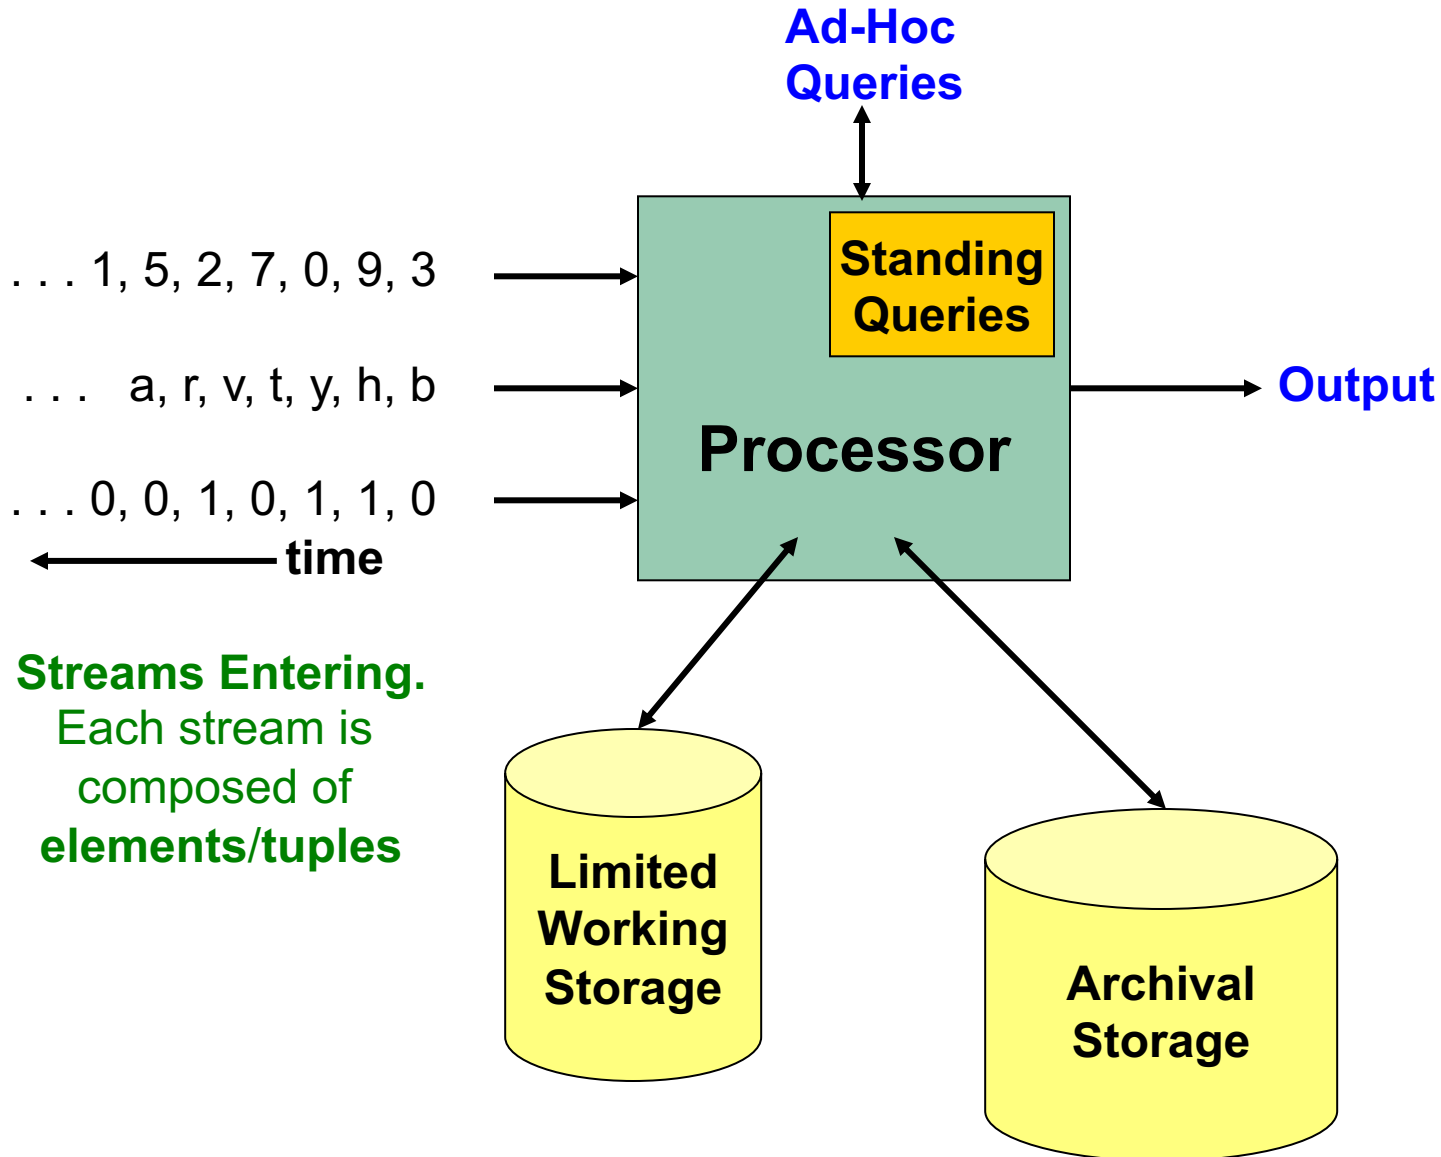 Ad-Hoc
Queries
. . . 1, 5, 2, 7, 0, 9, 3
. . . a, r, v, t, y, h, b
. . . 0, 0, 1, 0, 1, 1, 0
time
Streams Entering.
Each stream is
composed of
elements/tuples
Standing
Queries
Processor
Output
Limited
Working
Storage
Archival
Storage